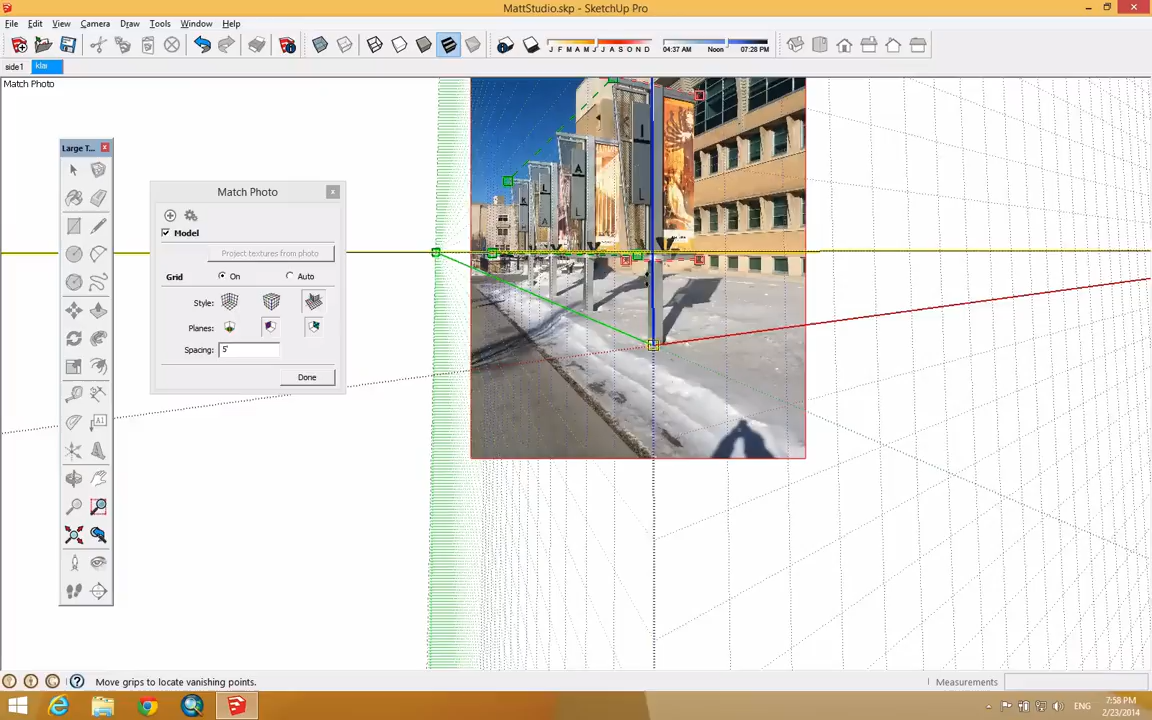 MattStudio.skp - SketchUp Pro
File Edit View Camera Draw Tools Window Help
J F M A M J J A S O N D
04:37 AM Noon 07:28 PM
side1
Match Photo
Large T...
Match Photo
Model
Project textures from photo
Grid On Auto
Style:
Planes:
Spacing: 5'
Done
Move grips to locate vanishing points.
Measurements
ENG
7:58 PM
2/23/2014